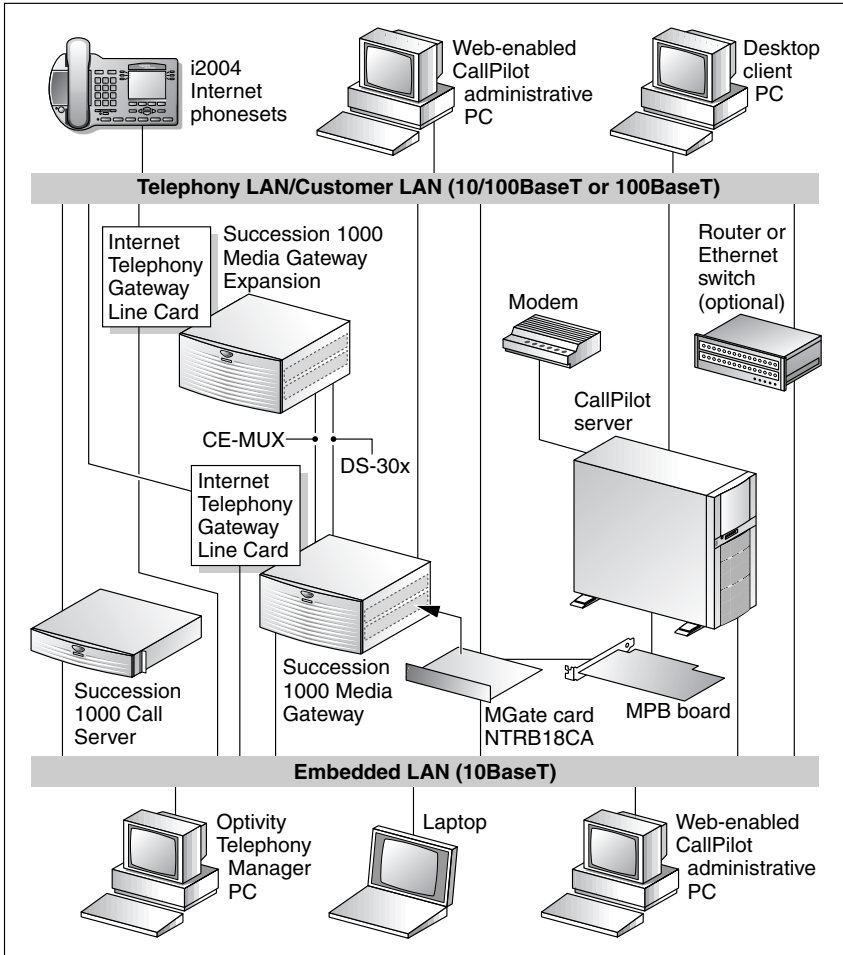 i2004
Internet
phonesets
Web-enabled
CallPilot
administrative
PC
Desktop
client
PC
Telephony LAN/Customer LAN (10/100BaseT or 100BaseT)
Internet
Telephony
Gateway
Line Card
Succession 1000
Media Gateway
Expansion
Modem
Router or
Ethernet
switch
(optional)
CallPilot
server
CE-MUX
DS-30x
Internet
Telephony
Gateway
Line Card
Succession
1000 Call
Server
Succession
1000 Media
Gateway
MGate card
NTRB18CA
MPB board
Embedded LAN (10BaseT)
Optivity
Telephony
Manager
PC
Laptop
Web-enabled
CallPilot
administrative
PC